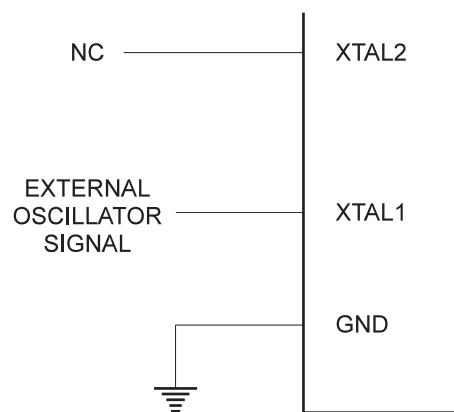 NC
XTAL2
EXTERNAL
OSCILLATOR
SIGNAL
XTAL1
GND